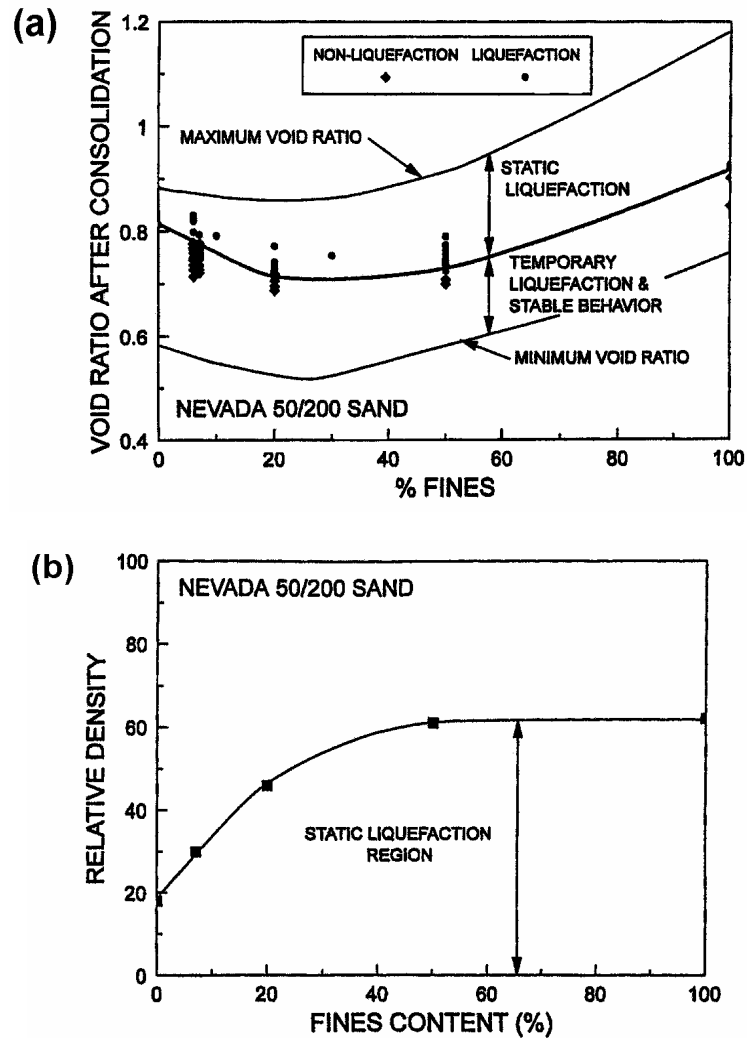 (a)
1.2
1
0.8
0.6
0.4
VOID RATIO AFTER CONSOLIDATION
NON-LIQUEFACTION LIQUEFACTION
MAXIMUM VOID RATIO
STATIC
LIQUEFACTION
TEMPORARY
LIQUEFACTION &
STABLE BEHAVIOR
MINIMUM VOID RATIO
NEVADA 50/200 SAND
0 20 40 60 80 100
% FINES
(b)
100
80
60
40
20
0
RELATIVE DENSITY
NEVADA 50/200 SAND
STATIC LIQUEFACTION
REGION
0 20 40 60 80 100
FINES CONTENT (%)